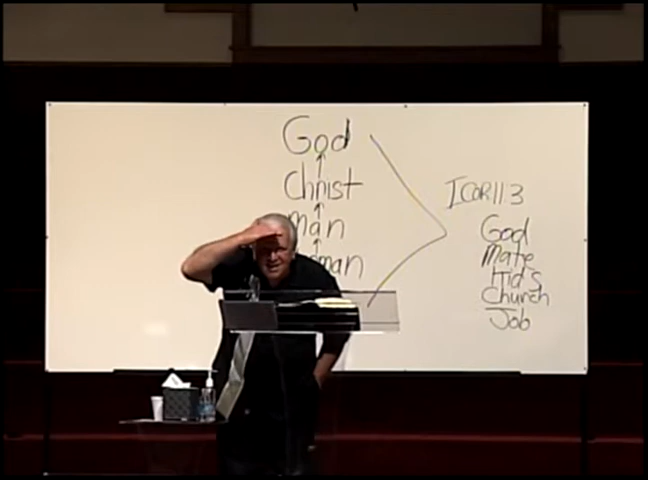 God
Christ
man
man
I COR 11:3
God
Mate
Kid's
Church
Job